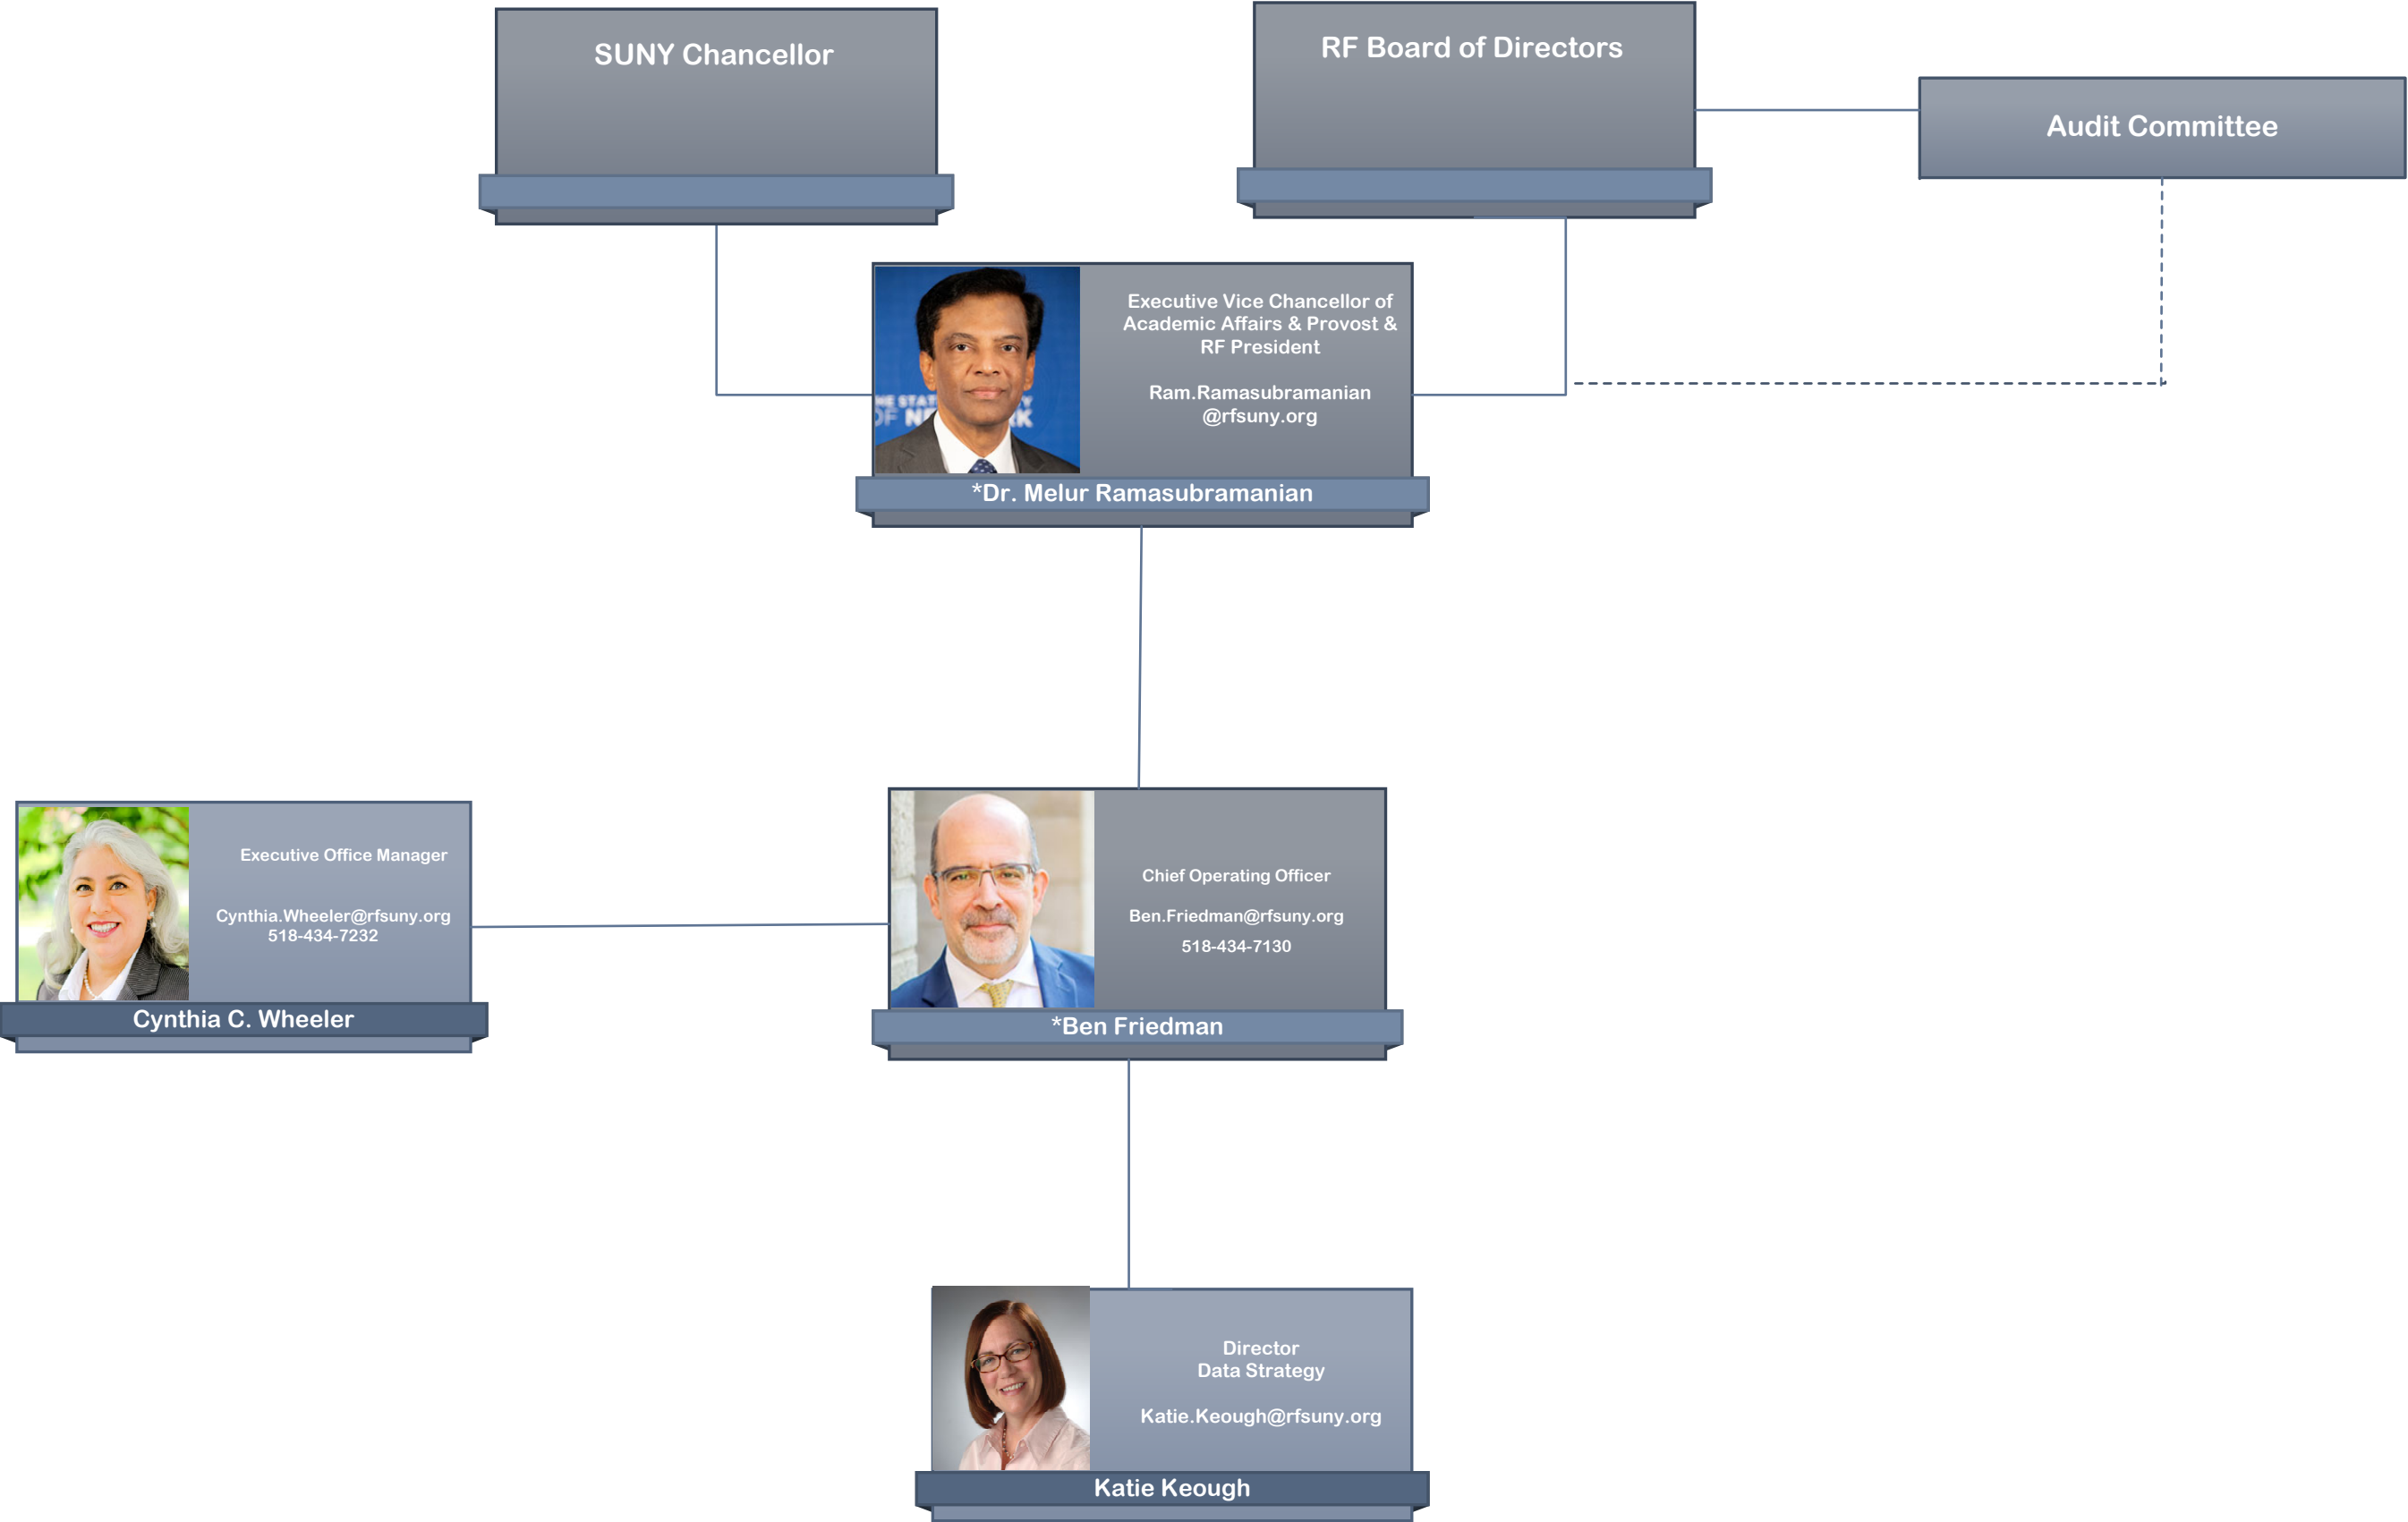 SUNY Chancellor
RF Board of Directors
Audit Committee
Executive Vice Chancellor of
Academic Affairs & Provost &
RF President
Ram.Ramasubramanian
@rfsuny.org
*Dr. Melur Ramasubramanian
Executive Office Manager
Cynthia.Wheeler@rfsuny.org
518-434-7232
Cynthia C. Wheeler
Chief Operating Officer
Ben.Friedman@rfsuny.org
518-434-7130
*Ben Friedman
Director
Data Strategy
Katie.Keough@rfsuny.org
Katie Keough